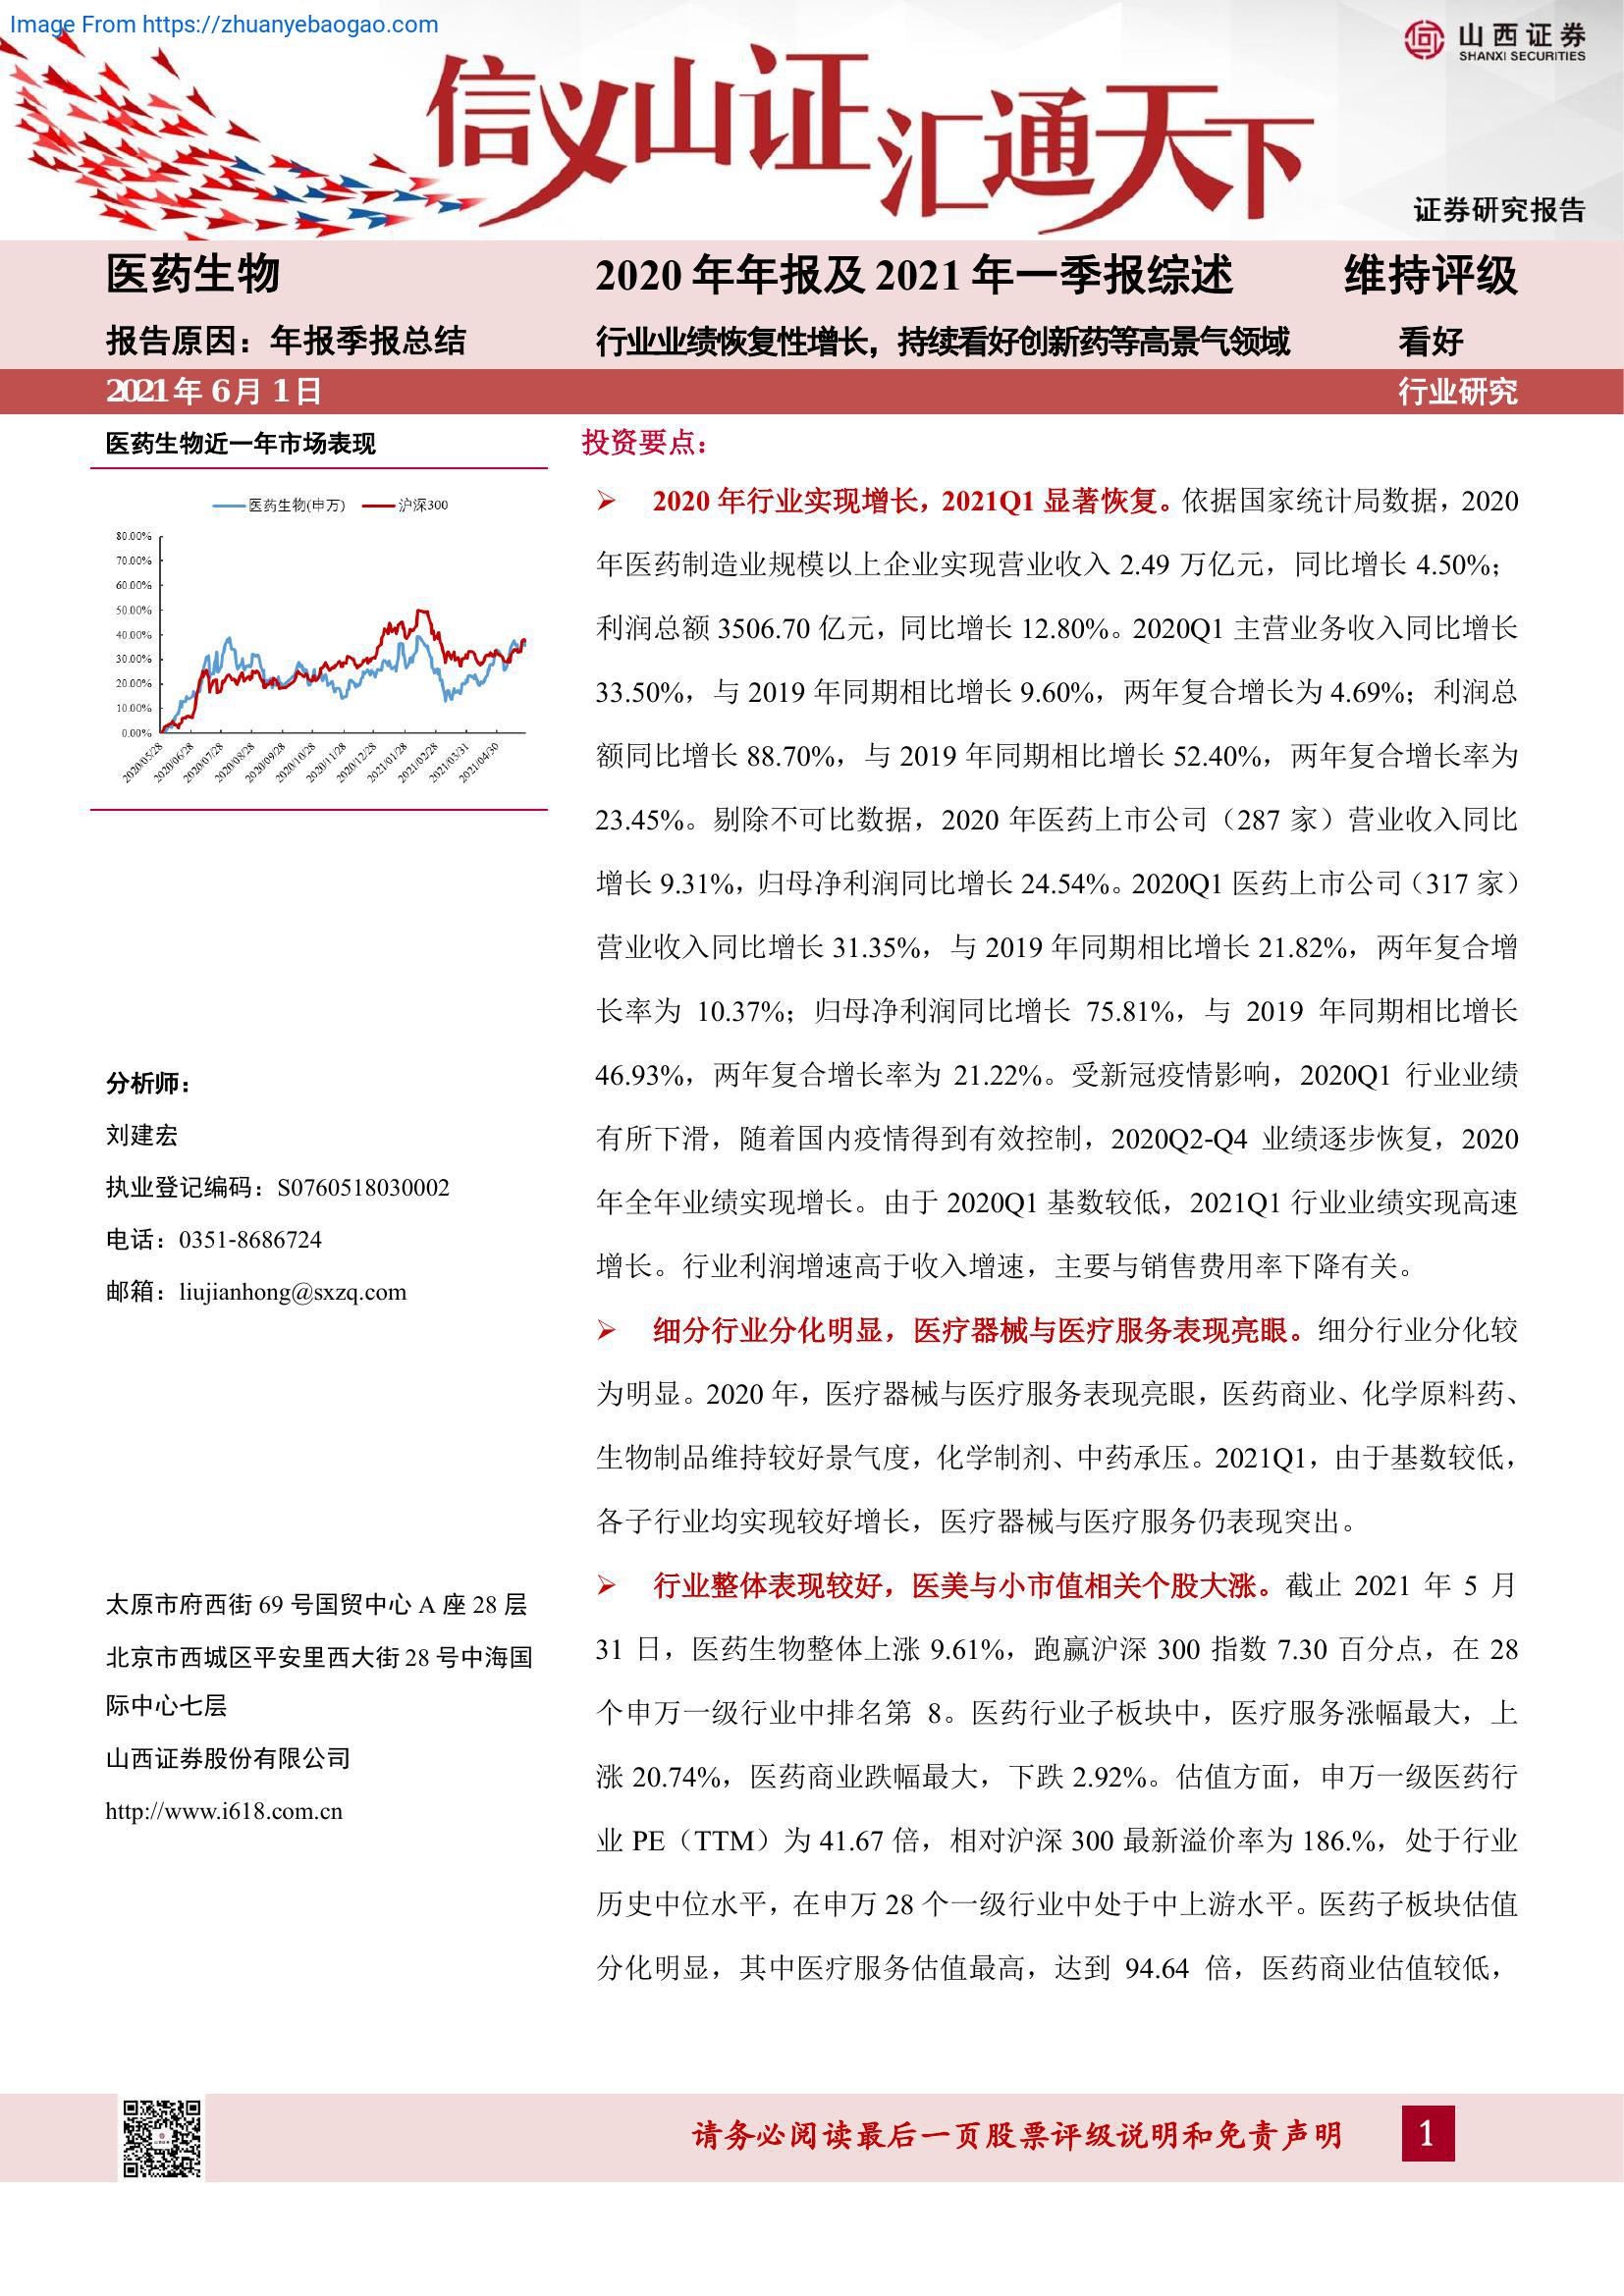 Image From https://zhuanyebaogao.com
信义山证汇通天下
山西证券
SHANXI SECURITIES
证券研究报告
医药生物
2020 年年报及 2021 年一季报综述
维持评级
报告原因：年报季报总结
行业业绩恢复性增长，持续看好创新药等高景气领域
看好
2021 年 6 月 1 日
行业研究
医药生物近一年市场表现
医药生物(申万)
沪深300
80.00%
70.00%
60.00%
50.00%
40.00%
30.00%
20.00%
10.00%
0.00%
2020/05/28
2020/06/28
2020/07/28
2020/08/28
2020/09/28
2020/10/28
2020/11/28
2020/12/28
2021/01/28
2021/02/28
2021/03/31
2021/04/30
分析师：
刘建宏
执业登记编码：S0760518030002
电话：0351-8686724
邮箱：liujianhong@sxzq.com
太原市府西街 69 号国贸中心 A 座 28 层
北京市西城区平安里西大街 28 号中海国
际中心七层
山西证券股份有限公司
http://www.i618.com.cn
投资要点：
➢ 2020 年行业实现增长，2021Q1 显著恢复。依据国家统计局数据，2020
年医药制造业规模以上企业实现营业收入 2.49 万亿元，同比增长 4.50%；
利润总额 3506.70 亿元，同比增长 12.80%。2020Q1 主营业务收入同比增长
33.50%，与 2019 年同期相比增长 9.60%，两年复合增长为 4.69%；利润总
额同比增长 88.70%，与 2019 年同期相比增长 52.40%，两年复合增长率为
23.45%。剔除不可比数据，2020 年医药上市公司（287 家）营业收入同比
增长 9.31%，归母净利润同比增长 24.54%。2020Q1 医药上市公司（317 家）
营业收入同比增长 31.35%，与 2019 年同期相比增长 21.82%，两年复合增
长率为 10.37%；归母净利润同比增长 75.81%，与 2019 年同期相比增长
46.93%，两年复合增长率为 21.22%。受新冠疫情影响，2020Q1 行业业绩
有所下滑，随着国内疫情得到有效控制，2020Q2-Q4 业绩逐步恢复，2020
年全年业绩实现增长。由于 2020Q1 基数较低，2021Q1 行业业绩实现高速
增长。行业利润增速高于收入增速，主要与销售费用率下降有关。
➢ 细分行业分化明显，医疗器械与医疗服务表现亮眼。细分行业分化较
为明显。2020 年，医疗器械与医疗服务表现亮眼，医药商业、化学原料药、
生物制品维持较好景气度，化学制剂、中药承压。2021Q1，由于基数较低，
各子行业均实现较好增长，医疗器械与医疗服务仍表现突出。
➢ 行业整体表现较好，医美与小市值相关个股大涨。截止 2021 年 5 月
31 日，医药生物整体上涨 9.61%，跑赢沪深 300 指数 7.30 百分点，在 28
个申万一级行业中排名第 8。医药行业子板块中，医疗服务涨幅最大，上
涨 20.74%，医药商业跌幅最大，下跌 2.92%。估值方面，申万一级医药行
业 PE（TTM）为 41.67 倍，相对沪深 300 最新溢价率为 186.%，处于行业
历史中位水平，在申万 28 个一级行业中处于中上游水平。医药子板块估值
分化明显，其中医疗服务估值最高，达到 94.64 倍，医药商业估值较低，
请务必阅读最后一页股票评级说明和免责声明
1